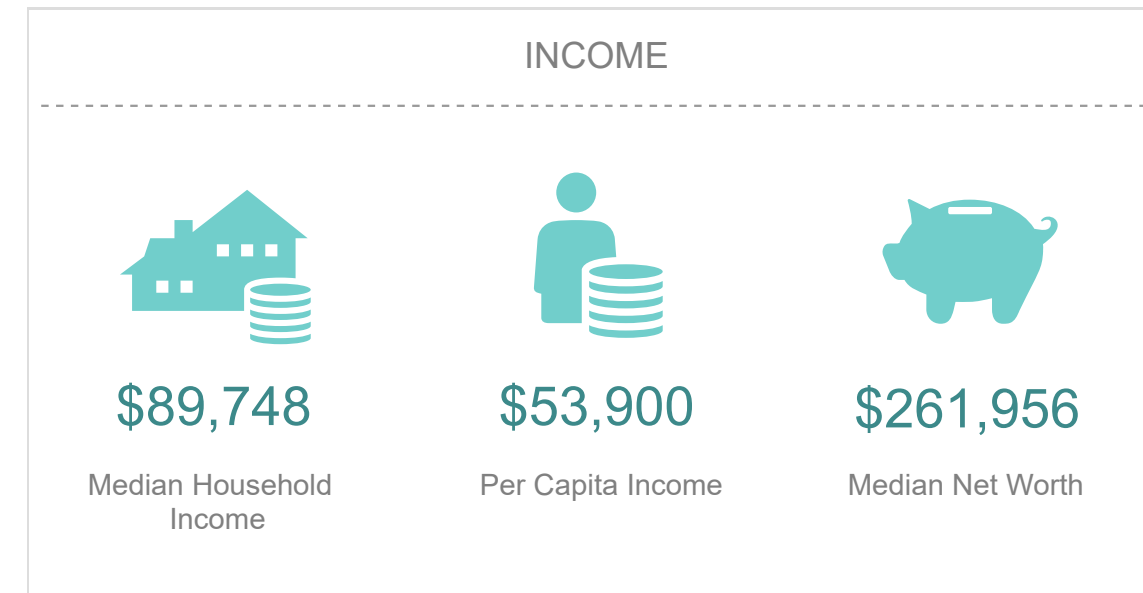 INCOME
$89,748
$53,900
$261,956
Median Household
Income
Per Capita Income
Median Net Worth